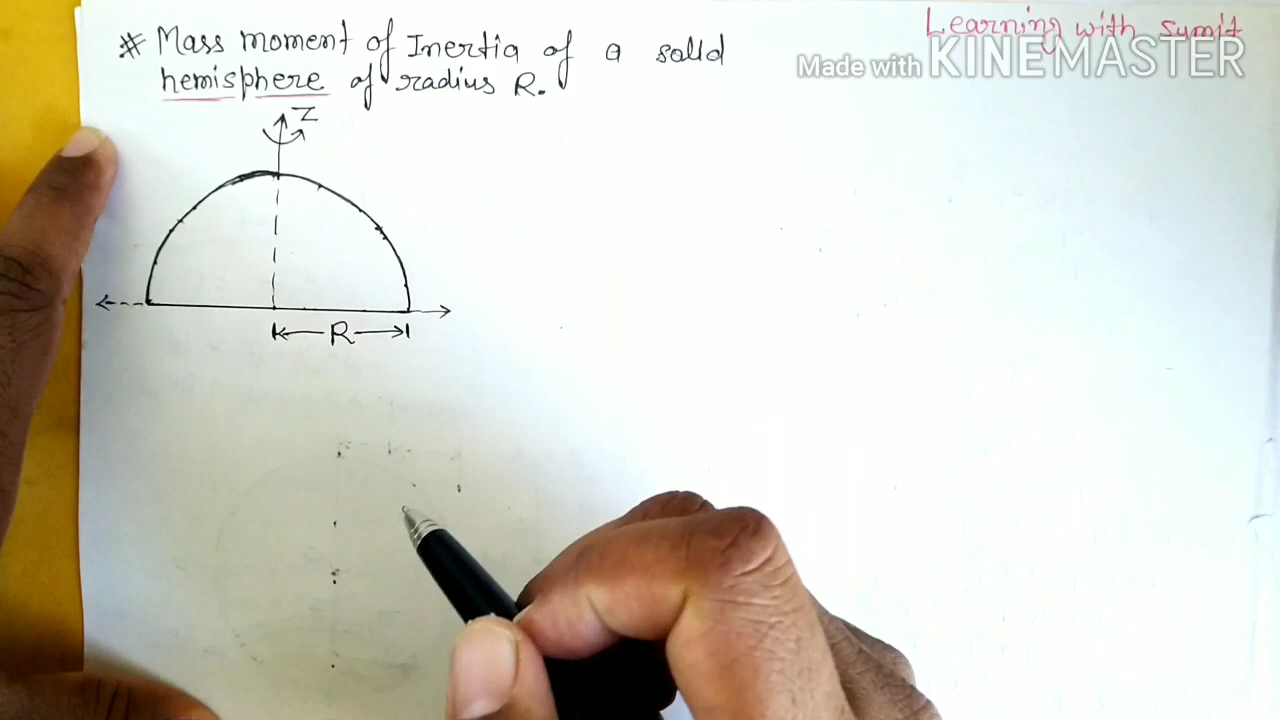 Learning with sumit
Made with KINEMASTER
# Mass moment of Inertia of a solid
hemisphere of radius R.
Z
R